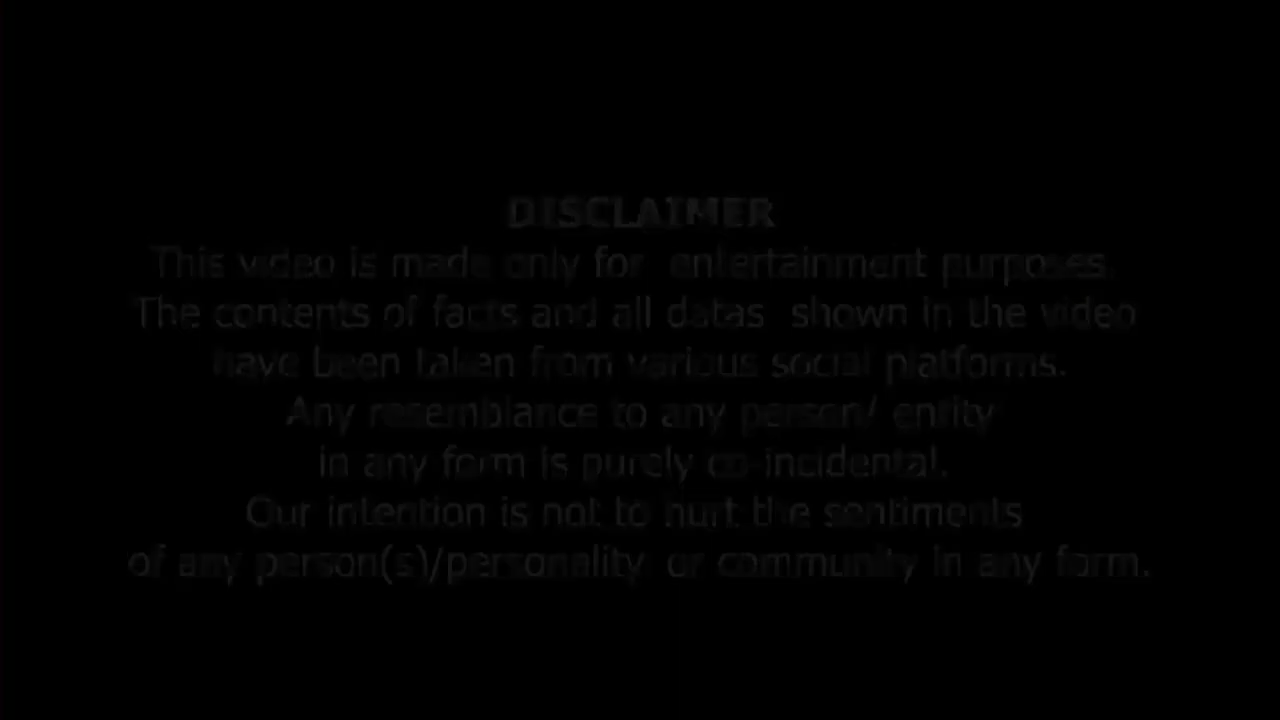 DISCLAIMER
This video is made only for entertainment purposes.
The contents of facts and all datas shown in the video
have been taken from various social platforms.
Any resemblance to any person/ entity
in any form is purely co-incidental.
Our intention is not to hurt the sentiments
of any person(s)/personality or community in any form.